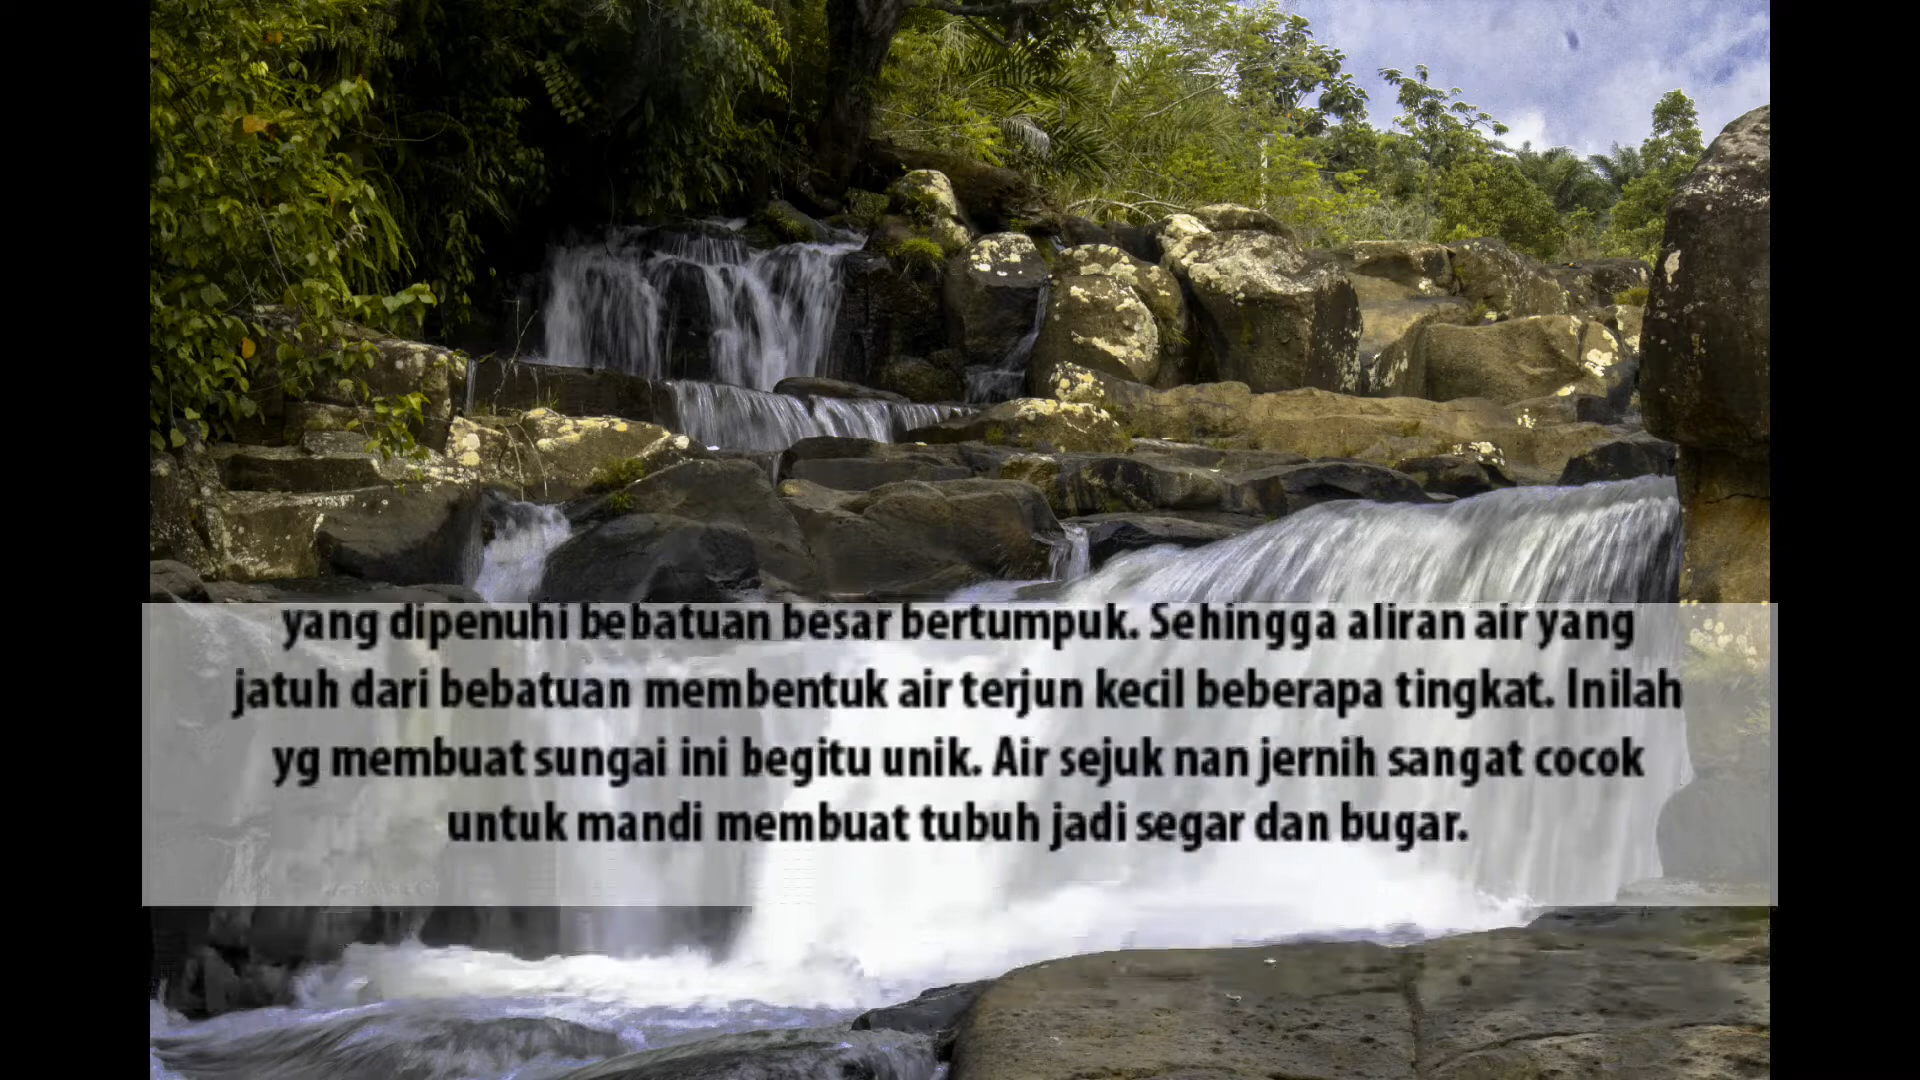 yang dipenuhi bebatuan besar bertumpuk. Sehingga aliran air yang
jatuh dari bebatuan membentuk air terjun kecil beberapa tingkat. Inilah
yg membuat sungai ini begitu unik. Air sejuk nan jernih sangat cocok
untuk mandi membuat tubuh jadi segar dan bugar.